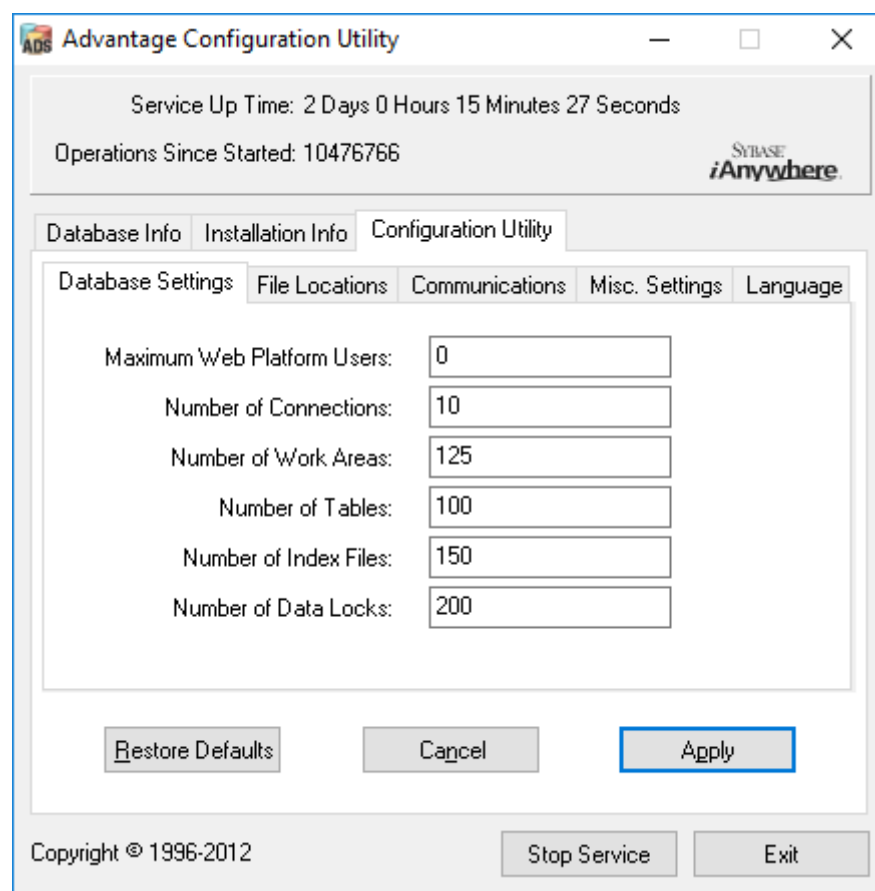 ADS Advantage Configuration Utility
Service Up Time: 2 Days 0 Hours 15 Minutes 27 Seconds
Operations Since Started: 10476766
SYBASE
iAnywhere.
Database Info Installation Info Configuration Utility
Database Settings File Locations Communications Misc. Settings Language
Maximum Web Platform Users: 0
Number of Connections: 10
Number of Work Areas: 125
Number of Tables: 100
Number of Index Files: 150
Number of Data Locks: 200
Restore Defaults Cancel Apply
Copyright © 1996-2012 Stop Service Exit